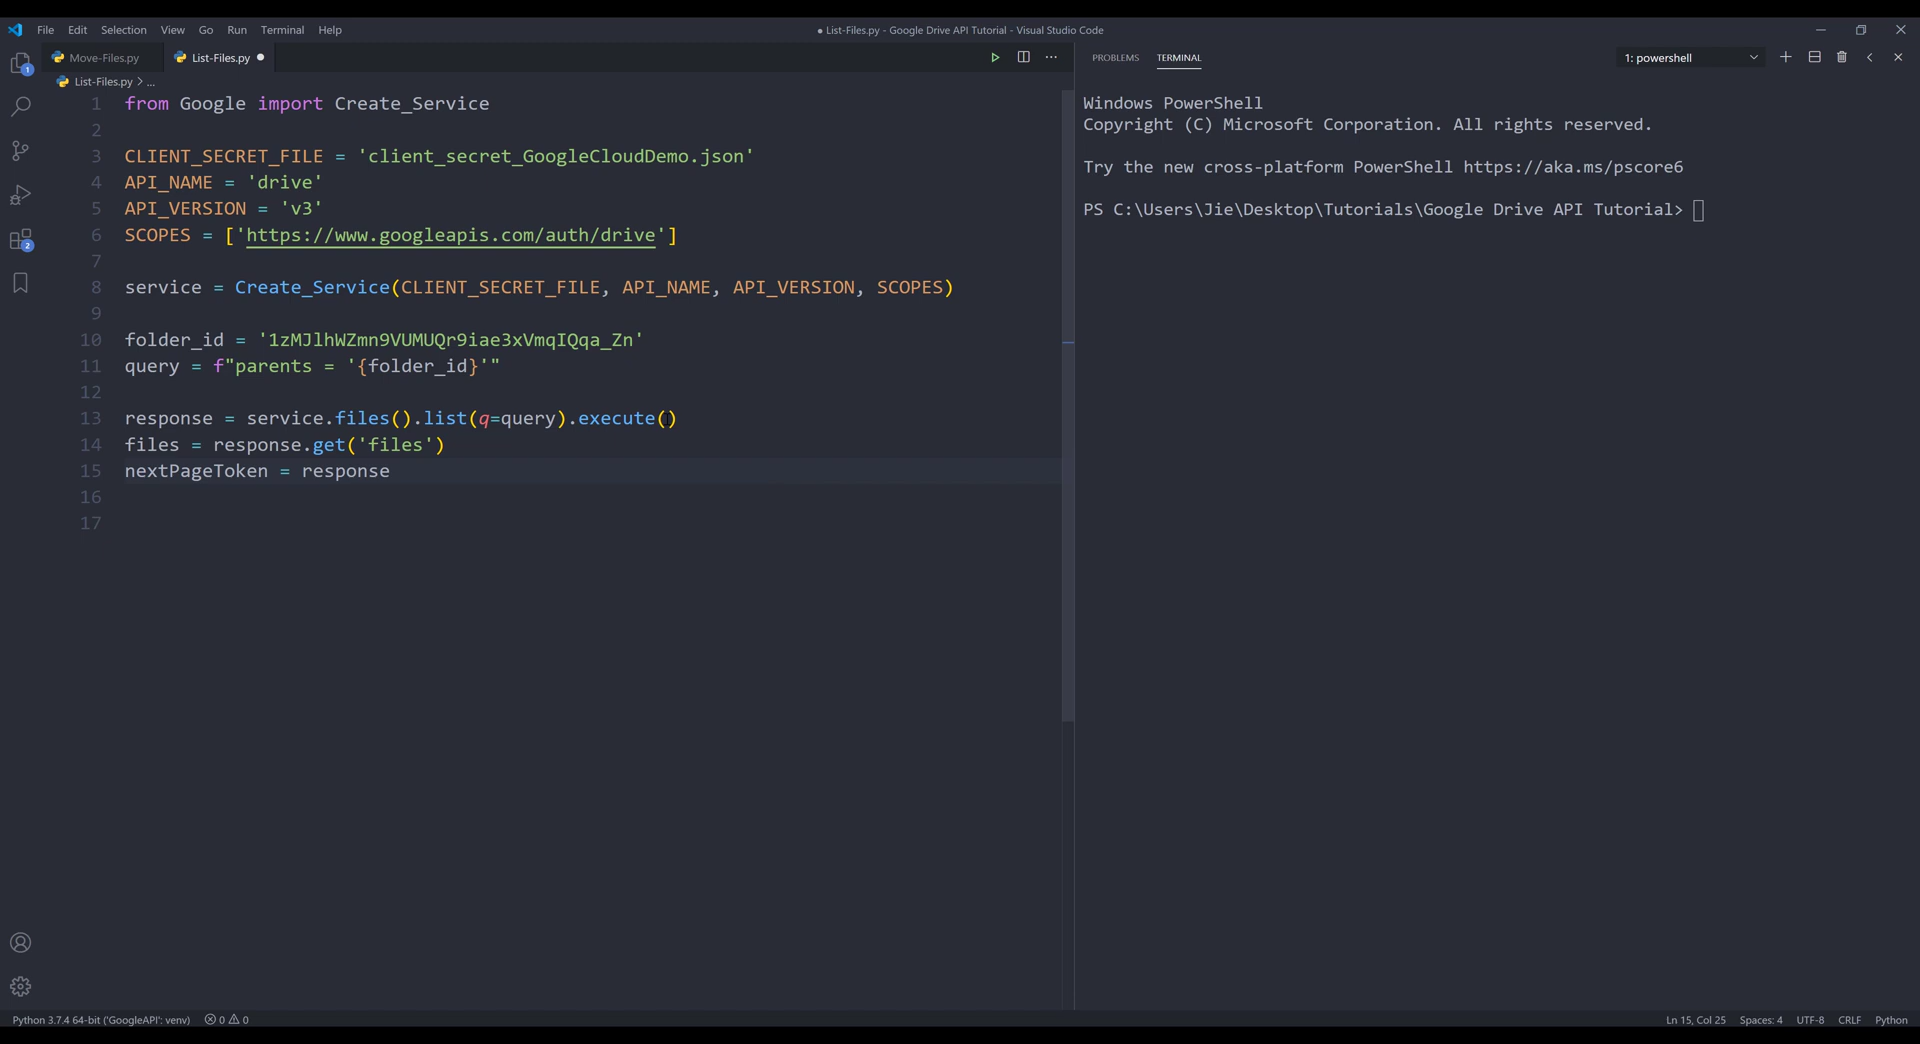 File Edit Selection View Go Run Terminal Help
● List-Files.py - Google Drive API Tutorial - Visual Studio Code
Move-Files.py
List-Files.py ●
List-Files.py > ...
1 from Google import Create_Service
2
3 CLIENT_SECRET_FILE = 'client_secret_GoogleCloudDemo.json'
4 API_NAME = 'drive'
5 API_VERSION = 'v3'
6 SCOPES = ['https://www.googleapis.com/auth/drive']
7
8 service = Create_Service(CLIENT_SECRET_FILE, API_NAME, API_VERSION, SCOPES)
9
10 folder_id = '1zMJlhWZmn9VUMUQr9iae3xVmqIQqa_Zn'
11 query = f"parents = '{folder_id}'"
12
13 response = service.files().list(q=query).execute()
14 files = response.get('files')
15 nextPageToken = response
16
17
PROBLEMS TERMINAL
1: powershell
Windows PowerShell
Copyright (C) Microsoft Corporation. All rights reserved.
Try the new cross-platform PowerShell https://aka.ms/pscore6
PS C:\Users\Jie\Desktop\Tutorials\Google Drive API Tutorial>
1
2
Python 3.7.4 64-bit ('GoogleAPI': venv) 0 0
Ln 15, Col 25 Spaces: 4 UTF-8 CRLF Python